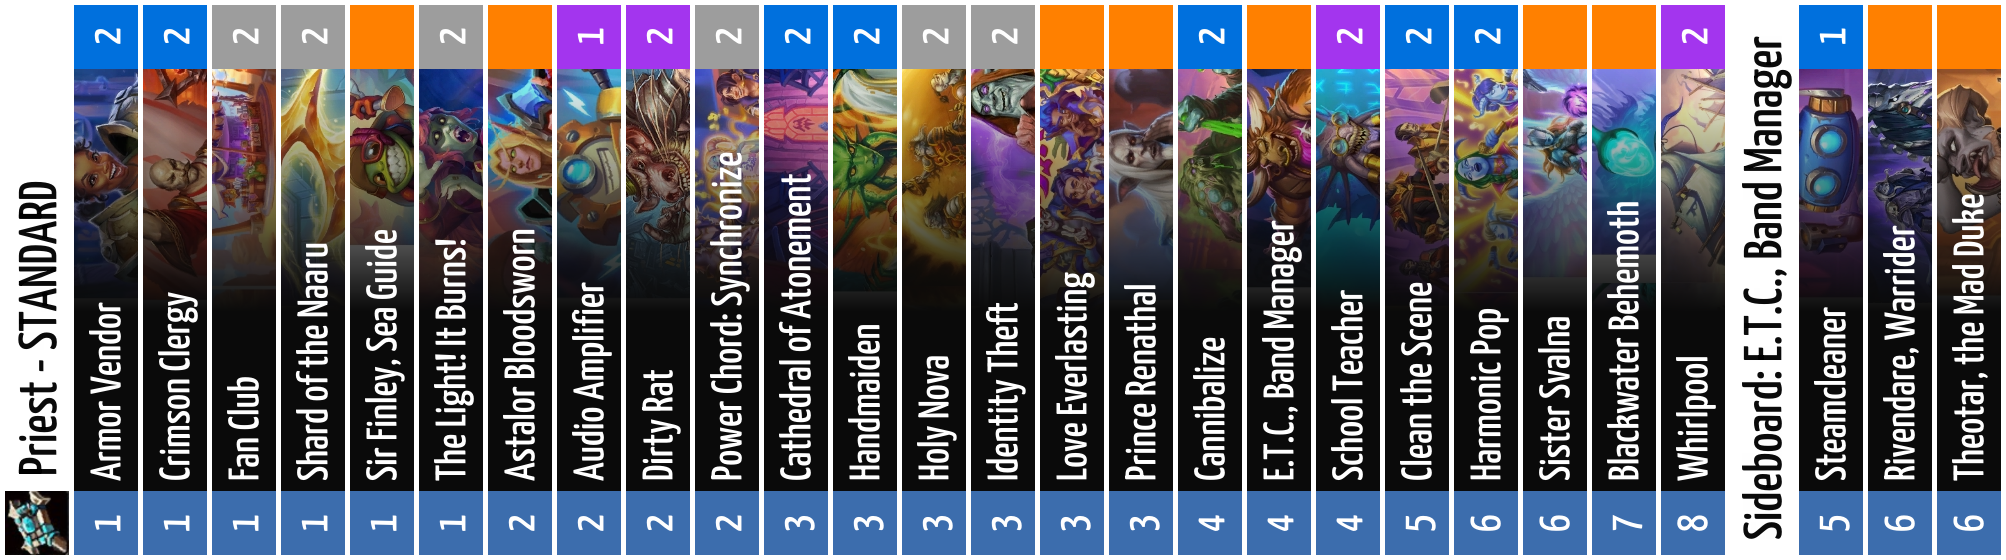 Priest - STANDARD
1 Armor Vendor 2
1 Crimson Clergy 2
1 Fan Club 2
1 Shard of the Naaru 2
1 Sir Finley, Sea Guide
1 The Light! It Burns! 2
2 Astalor Bloodsworn
2 Audio Amplifier 1
2 Dirty Rat 2
2 Power Chord: Synchronize 2
3 Cathedral of Atonement 2
3 Handmaiden 2
3 Holy Nova 2
3 Identity Theft 2
3 Love Everlasting
3 Prince Renathal
4 Cannibalize 2
4 E.T.C., Band Manager
4 School Teacher 2
5 Clean the Scene 2
6 Harmonic Pop 2
6 Sister Svalna
7 Blackwater Behemoth
8 Whirlpool 2
Sideboard: E.T.C., Band Manager
5 Steamcleaner 1
6 Rivendare, Warrider
6 Theotar, the Mad Duke